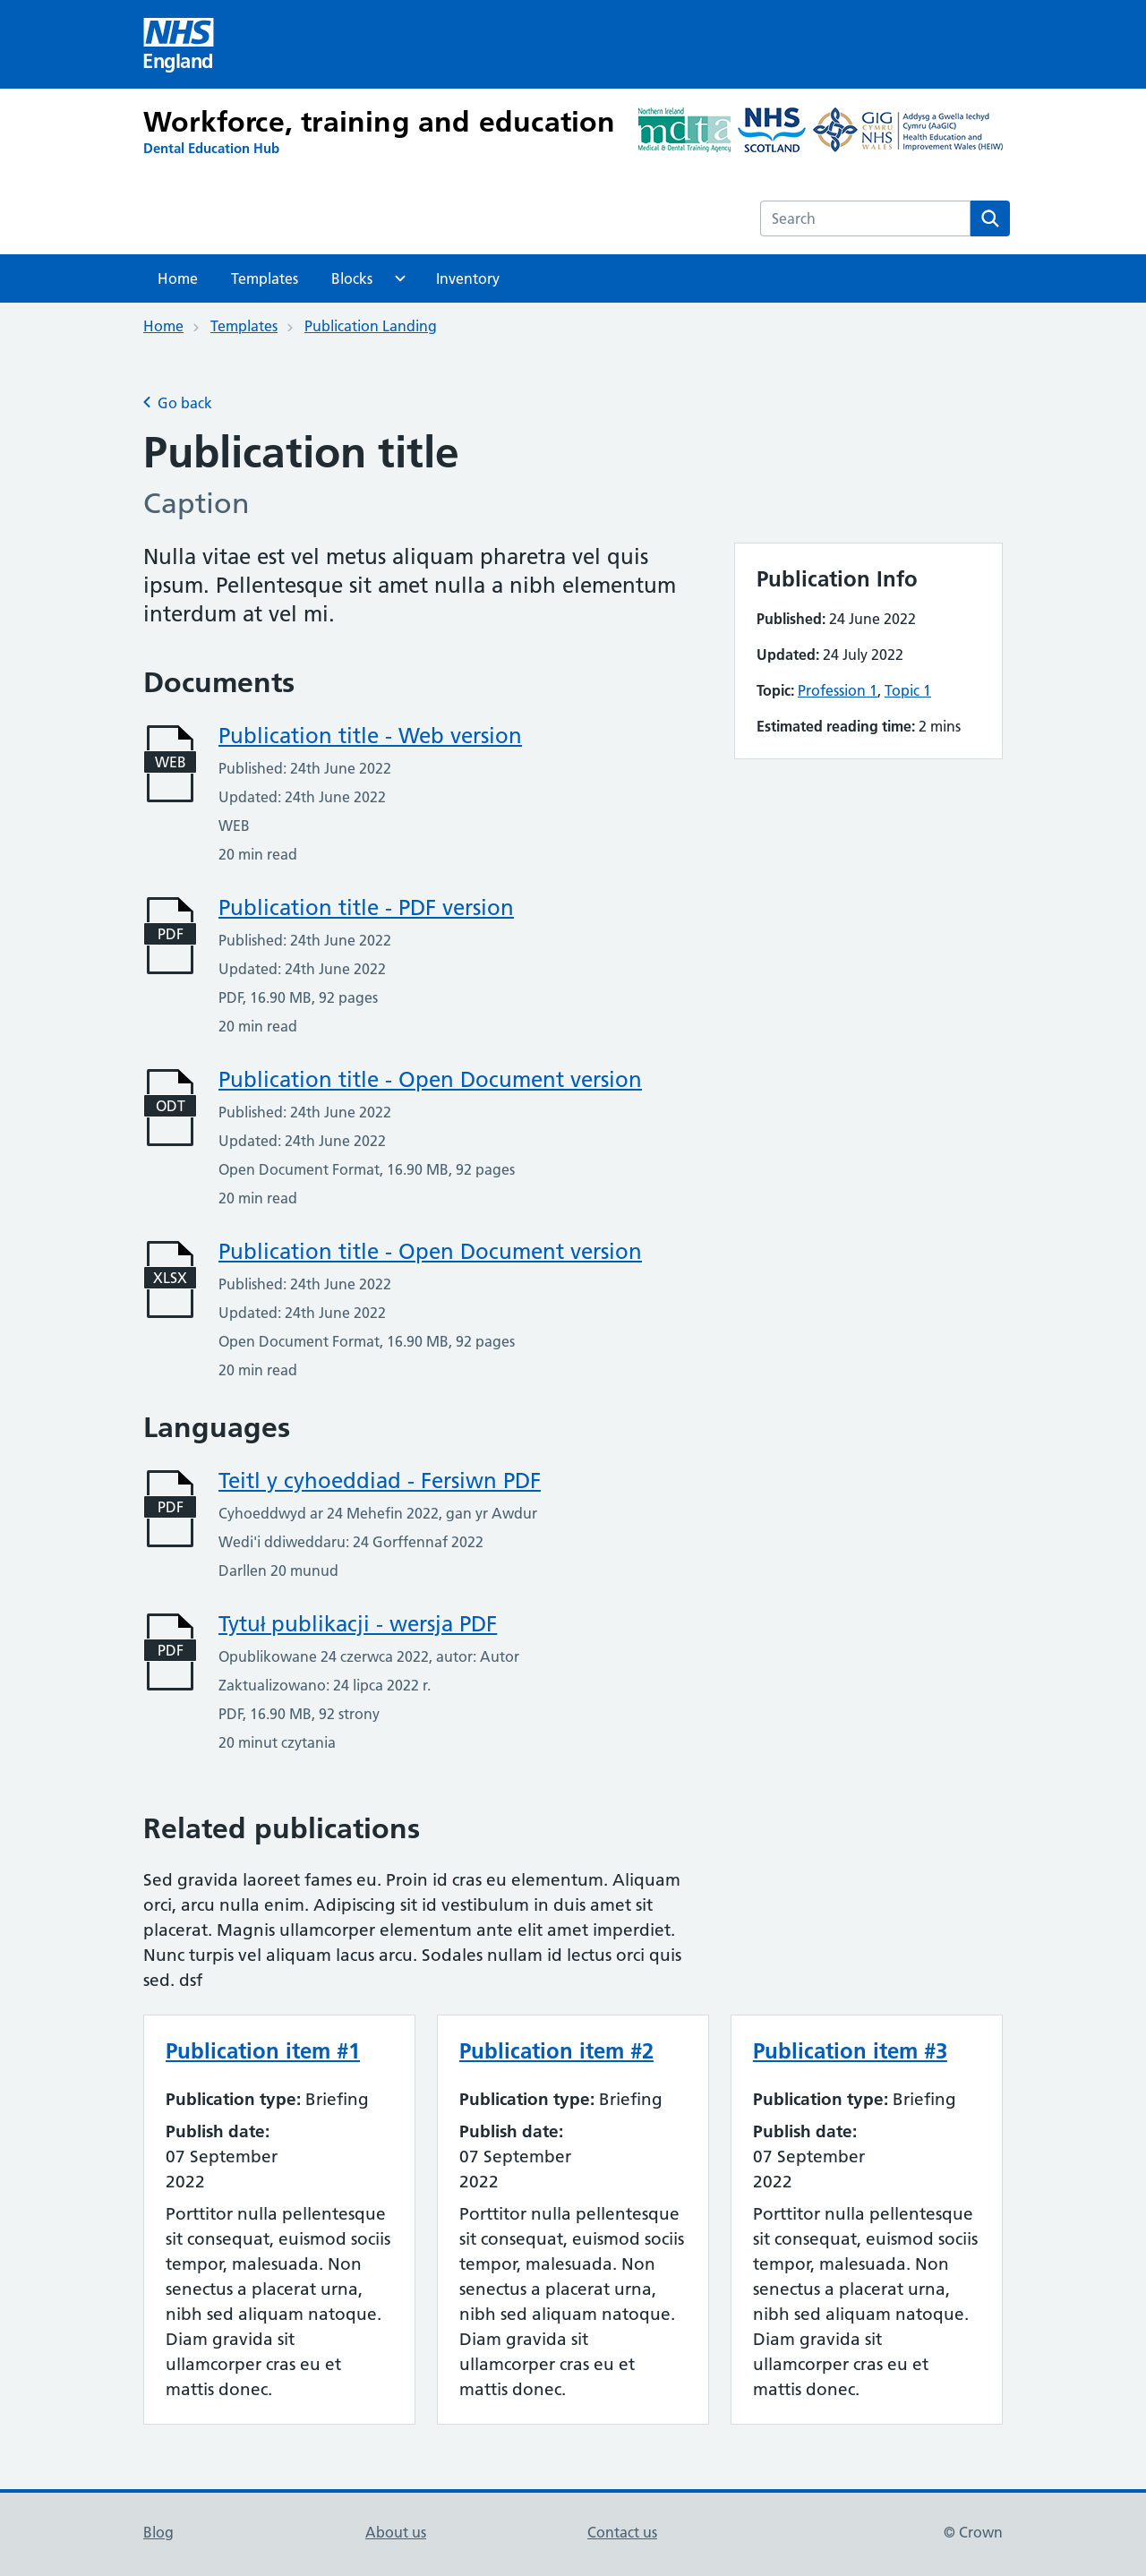 NHS
England
Workforce, training and education
Dental Education Hub
Northern Ireland
mdta
Medical & Dental Training Agency
NHS
SCOTLAND
GIG
CYMRU
NHS
WALES
Addysg a Gwella Iechyd
Cymru (AaGIC)
Health Education and
Improvement Wales (HEIW)
Search
Home
Templates
Blocks
Inventory
Home
Templates
Publication Landing
Go back
Publication title
Caption
Nulla vitae est vel metus aliquam pharetra vel quis
ipsum. Pellentesque sit amet nulla a nibh elementum
interdum at vel mi.
Publication Info
Published: 24 June 2022
Updated: 24 July 2022
Topic: Profession 1, Topic 1
Estimated reading time: 2 mins
Documents
WEB
Publication title - Web version
Published: 24th June 2022
Updated: 24th June 2022
WEB
20 min read
PDF
Publication title - PDF version
Published: 24th June 2022
Updated: 24th June 2022
PDF, 16.90 MB, 92 pages
20 min read
ODT
Publication title - Open Document version
Published: 24th June 2022
Updated: 24th June 2022
Open Document Format, 16.90 MB, 92 pages
20 min read
XLSX
Publication title - Open Document version
Published: 24th June 2022
Updated: 24th June 2022
Open Document Format, 16.90 MB, 92 pages
20 min read
Languages
PDF
Teitl y cyhoeddiad - Fersiwn PDF
Cyhoeddwyd ar 24 Mehefin 2022, gan yr Awdur
Wedi'i ddiweddaru: 24 Gorffennaf 2022
Darllen 20 munud
PDF
Tytuł publikacji - wersja PDF
Opublikowane 24 czerwca 2022, autor: Autor
Zaktualizowano: 24 lipca 2022 r.
PDF, 16.90 MB, 92 strony
20 minut czytania
Related publications
Sed gravida laoreet fames eu. Proin id cras eu elementum. Aliquam
orci, arcu nulla enim. Adipiscing sit id vestibulum in duis amet sit
placerat. Magnis ullamcorper elementum ante elit amet imperdiet.
Nunc turpis vel aliquam lacus arcu. Sodales nullam id lectus orci quis
sed. dsf
Publication item #1
Publication type: Briefing
Publish date:
07 September
2022
Porttitor nulla pellentesque
sit consequat, euismod sociis
tempor, malesuada. Non
senectus a placerat urna,
nibh sed aliquam natoque.
Diam gravida sit
ullamcorper cras eu et
mattis donec.
Publication item #2
Publication type: Briefing
Publish date:
07 September
2022
Porttitor nulla pellentesque
sit consequat, euismod sociis
tempor, malesuada. Non
senectus a placerat urna,
nibh sed aliquam natoque.
Diam gravida sit
ullamcorper cras eu et
mattis donec.
Publication item #3
Publication type: Briefing
Publish date:
07 September
2022
Porttitor nulla pellentesque
sit consequat, euismod sociis
tempor, malesuada. Non
senectus a placerat urna,
nibh sed aliquam natoque.
Diam gravida sit
ullamcorper cras eu et
mattis donec.
Blog
About us
Contact us
© Crown